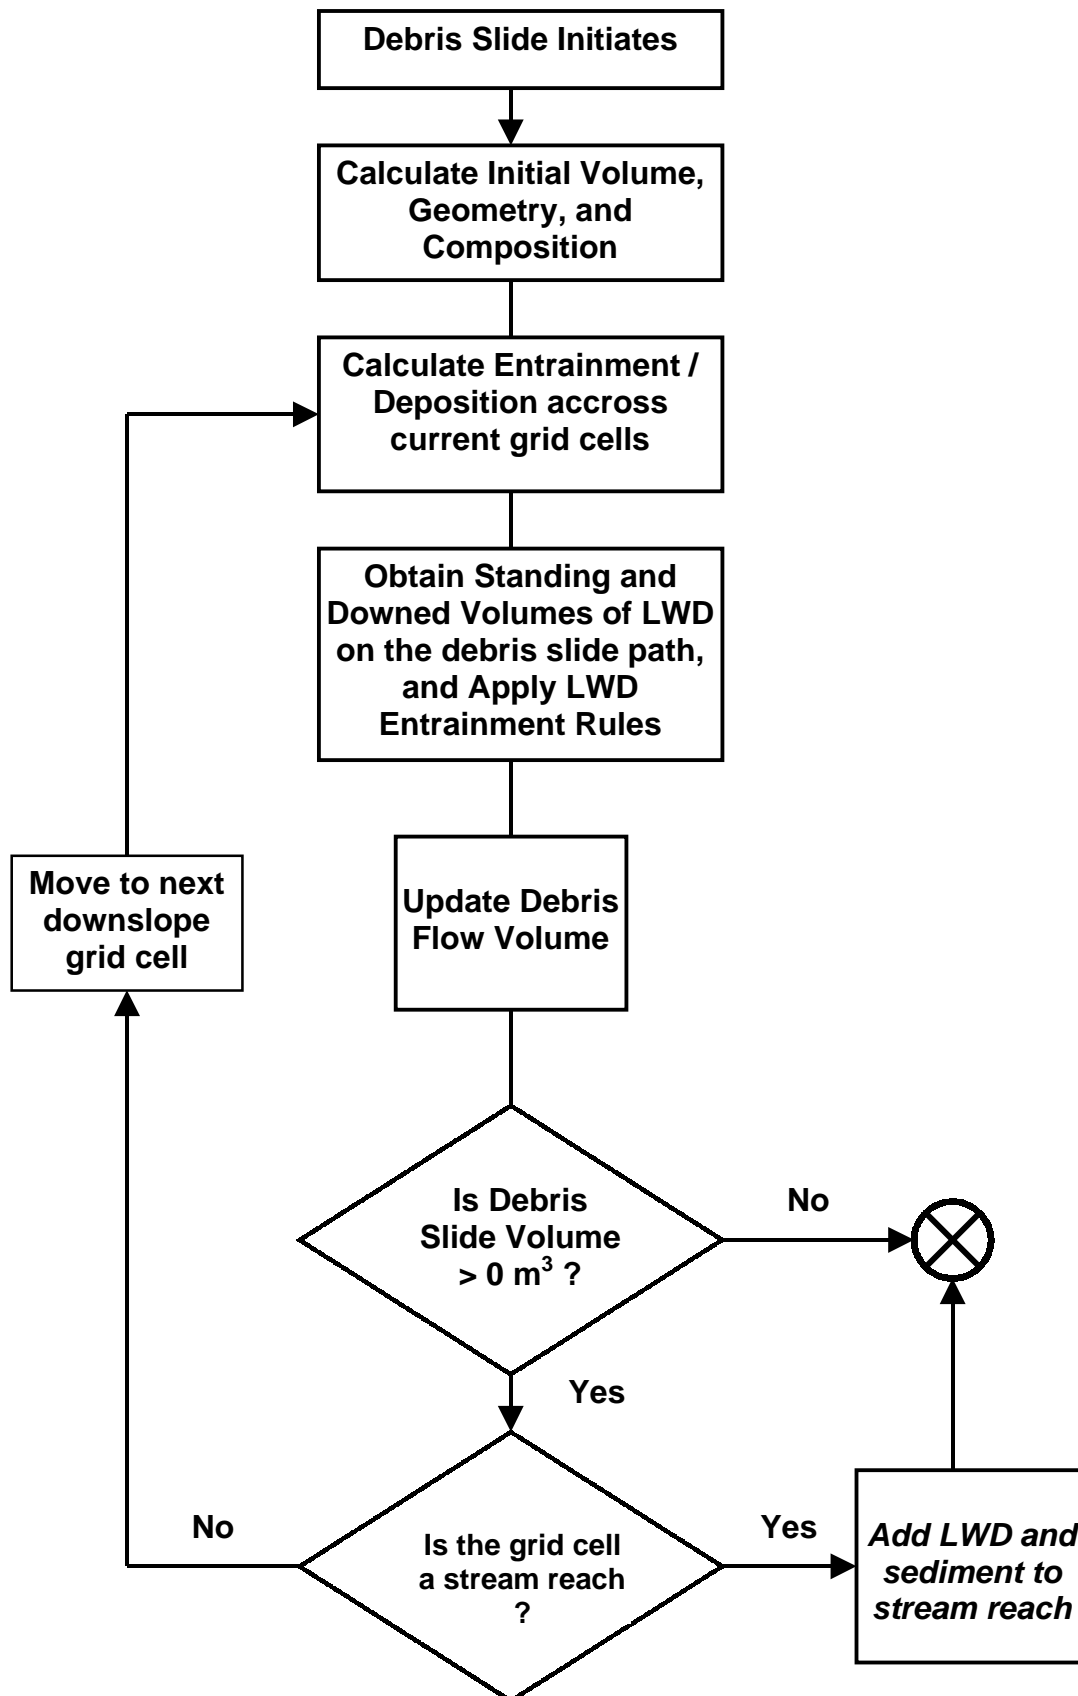 Debris Slide Initiates
Calculate Initial Volume,
Geometry, and
Composition
Calculate Entrainment /
Deposition accross
current grid cells
Obtain Standing and
Downed Volumes of LWD
on the debris slide path,
and Apply LWD
Entrainment Rules
Move to next
downslope
grid cell
Update Debris
Flow Volume
Is Debris
Slide Volume
> 0 m³ ?
No
Yes
No
Is the grid cell
a stream reach
?
Yes
Add LWD and
sediment to
stream reach